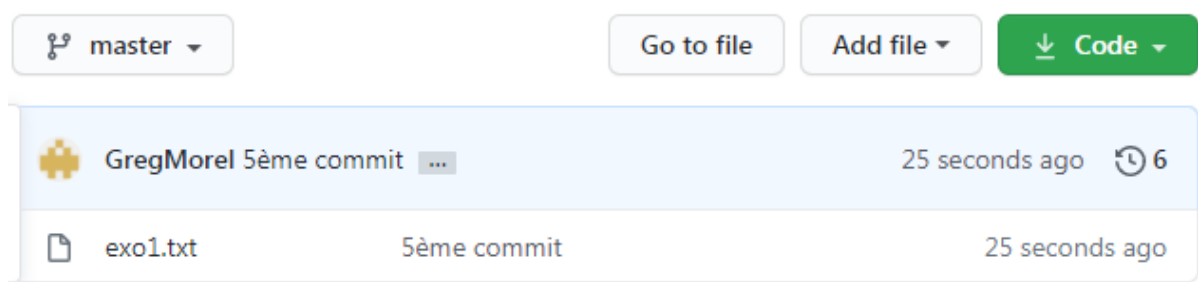 master Go to file Add file Code
GregMorel 5ème commit ... 25 seconds ago 6
exo1.txt 5ème commit 25 seconds ago